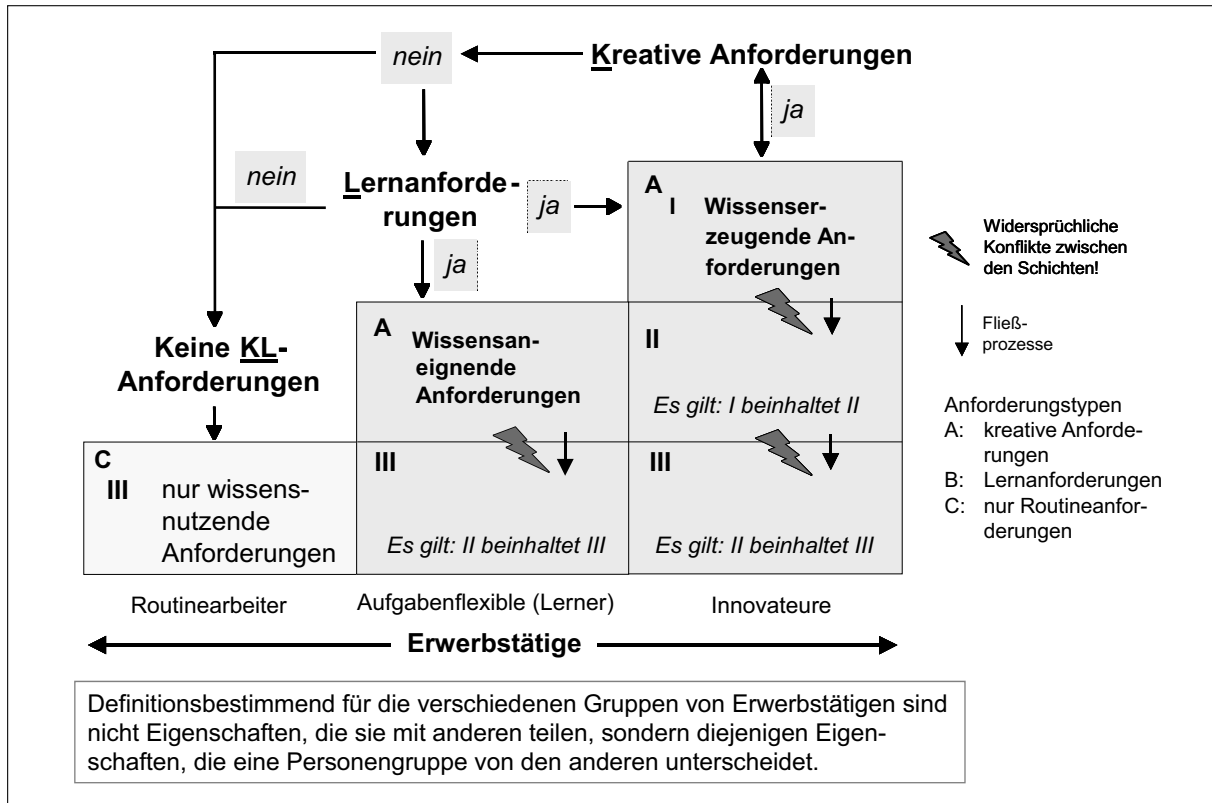 nein
Kreative Anforderungen
ja
nein
Lernanforde-
rungen
ja
ja
A
I Wissenser-
zeugende An-
forderungen
Widersprüchliche
Konflikte zwischen
den Schichten!
Fließ-
prozesse
Keine KL-
Anforderungen
A
Wissensan-
eignende
Anforderungen
II
Es gilt: I beinhaltet II
Anforderungstypen
A: kreative Anforde-
rungen
B: Lernanforderungen
C: nur Routineanfor-
derungen
C
III nur wissens-
nutzende
Anforderungen
III
Es gilt: II beinhaltet III
III
Es gilt: II beinhaltet III
Routinearbeiter
Aufgabenflexible (Lerner)
Innovateure
Erwerbstätige
Definitionsbestimmend für die verschiedenen Gruppen von Erwerbstätigen sind
nicht Eigenschaften, die sie mit anderen teilen, sondern diejenigen Eigen-
schaften, die eine Personengruppe von den anderen unterscheidet.